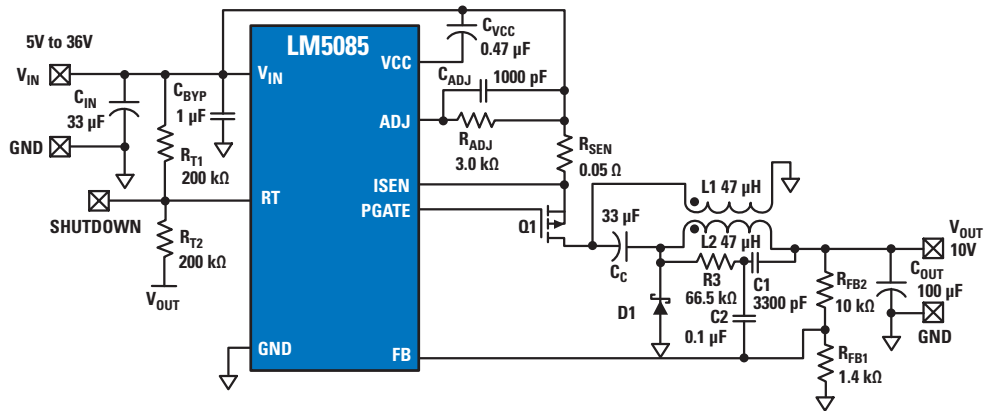 5V to 36V
V_IN
C_IN
33 µF
GND
SHUTDOWN
R_T1
200 kΩ
R_T2
200 kΩ
V_OUT
C_BYP
1 µF
LM5085
V_IN
RT
GND
VCC
ADJ
ISEN
PGATE
FB
C_VCC
0.47 µF
C_ADJ
1000 pF
R_ADJ
3.0 kΩ
R_SEN
0.05 Ω
Q1
33 µF
C_C
L1 47 µH
L2 47 µH
R3
66.5 kΩ
C1
3300 pF
C2
0.1 µF
D1
R_FB2
10 kΩ
R_FB1
1.4 kΩ
V_OUT
10V
C_OUT
100 µF
GND